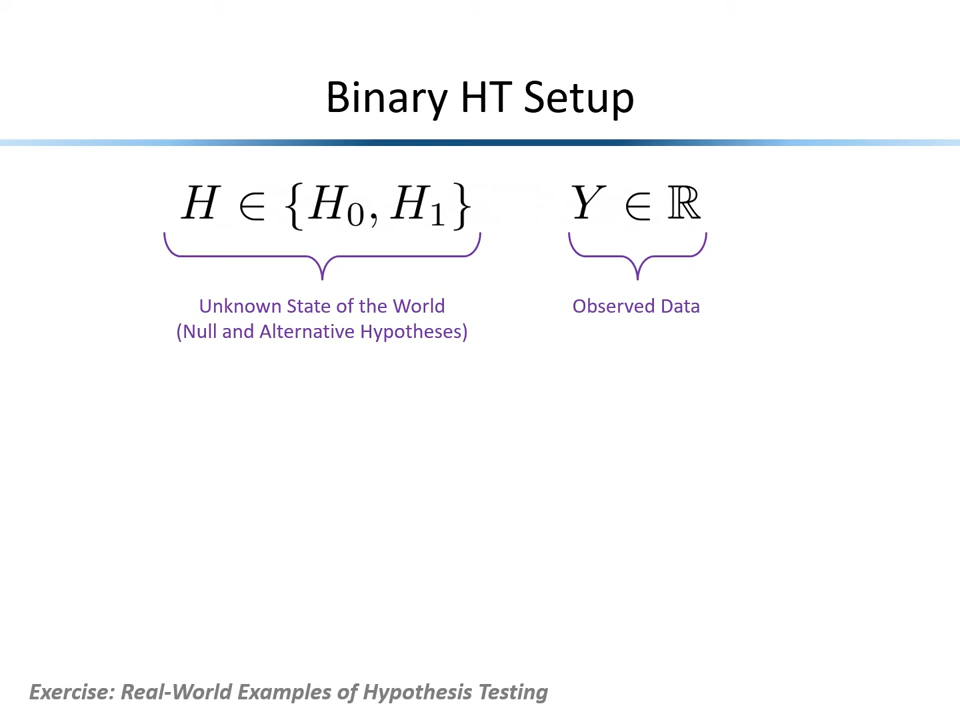 Binary HT Setup
H ∈ {H₀, H₁} Y ∈ ℝ
Unknown State of the World
(Null and Alternative Hypotheses)
Observed Data
Exercise: Real-World Examples of Hypothesis Testing